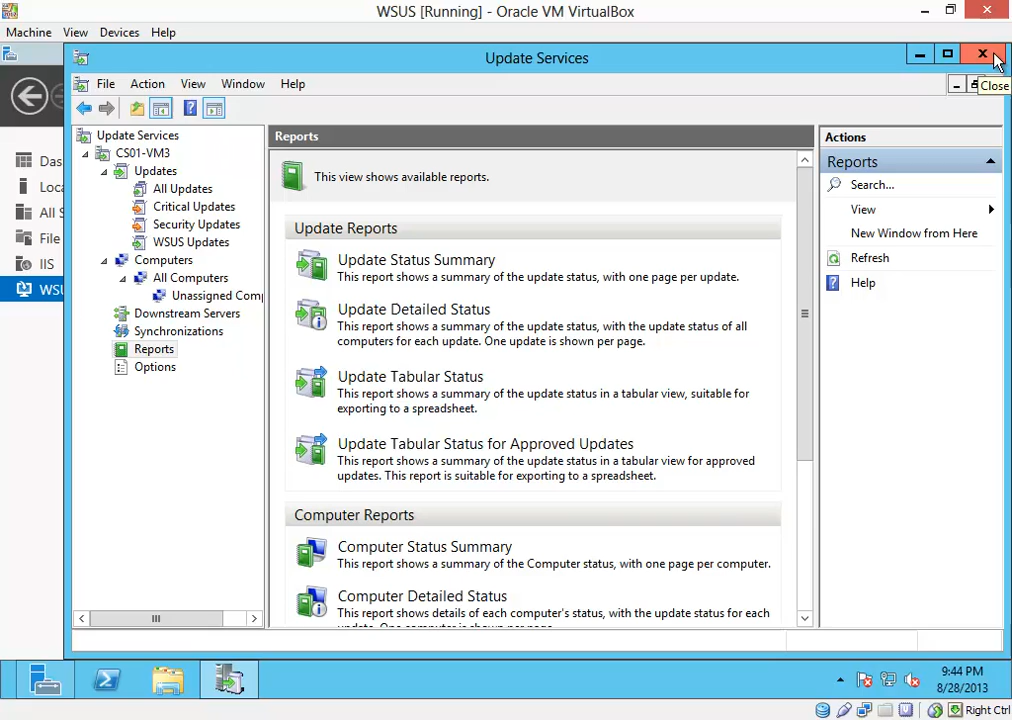 WSUS [Running] - Oracle VM VirtualBox
Machine View Devices Help
Update Services
File Action View Window Help
Close
Update Services
CS01-VM3
Updates
All Updates
Critical Updates
Security Updates
WSUS Updates
Computers
All Computers
Unassigned Comp
Downstream Servers
Synchronizations
Reports
Options
Das
Loca
All S
File
IIS
WSU
Reports
This view shows available reports.
Update Reports
Update Status Summary
This report shows a summary of the update status, with one page per update.
Update Detailed Status
This report shows a summary of the update status, with the update status of all
computers for each update. One update is shown per page.
Update Tabular Status
This report shows a summary of the update status in a tabular view, suitable for
exporting to a spreadsheet.
Update Tabular Status for Approved Updates
This report shows a summary of the update status in a tabular view for approved
updates. This report is suitable for exporting to a spreadsheet.
Computer Reports
Computer Status Summary
This report shows a summary of the Computer status, with one page per computer.
Computer Detailed Status
This report shows details of each computer's status, with the update status for each
update. One computer is shown per page.
Actions
Reports
Search...
View
New Window from Here
Refresh
Help
9:44 PM
8/28/2013
Right Ctrl